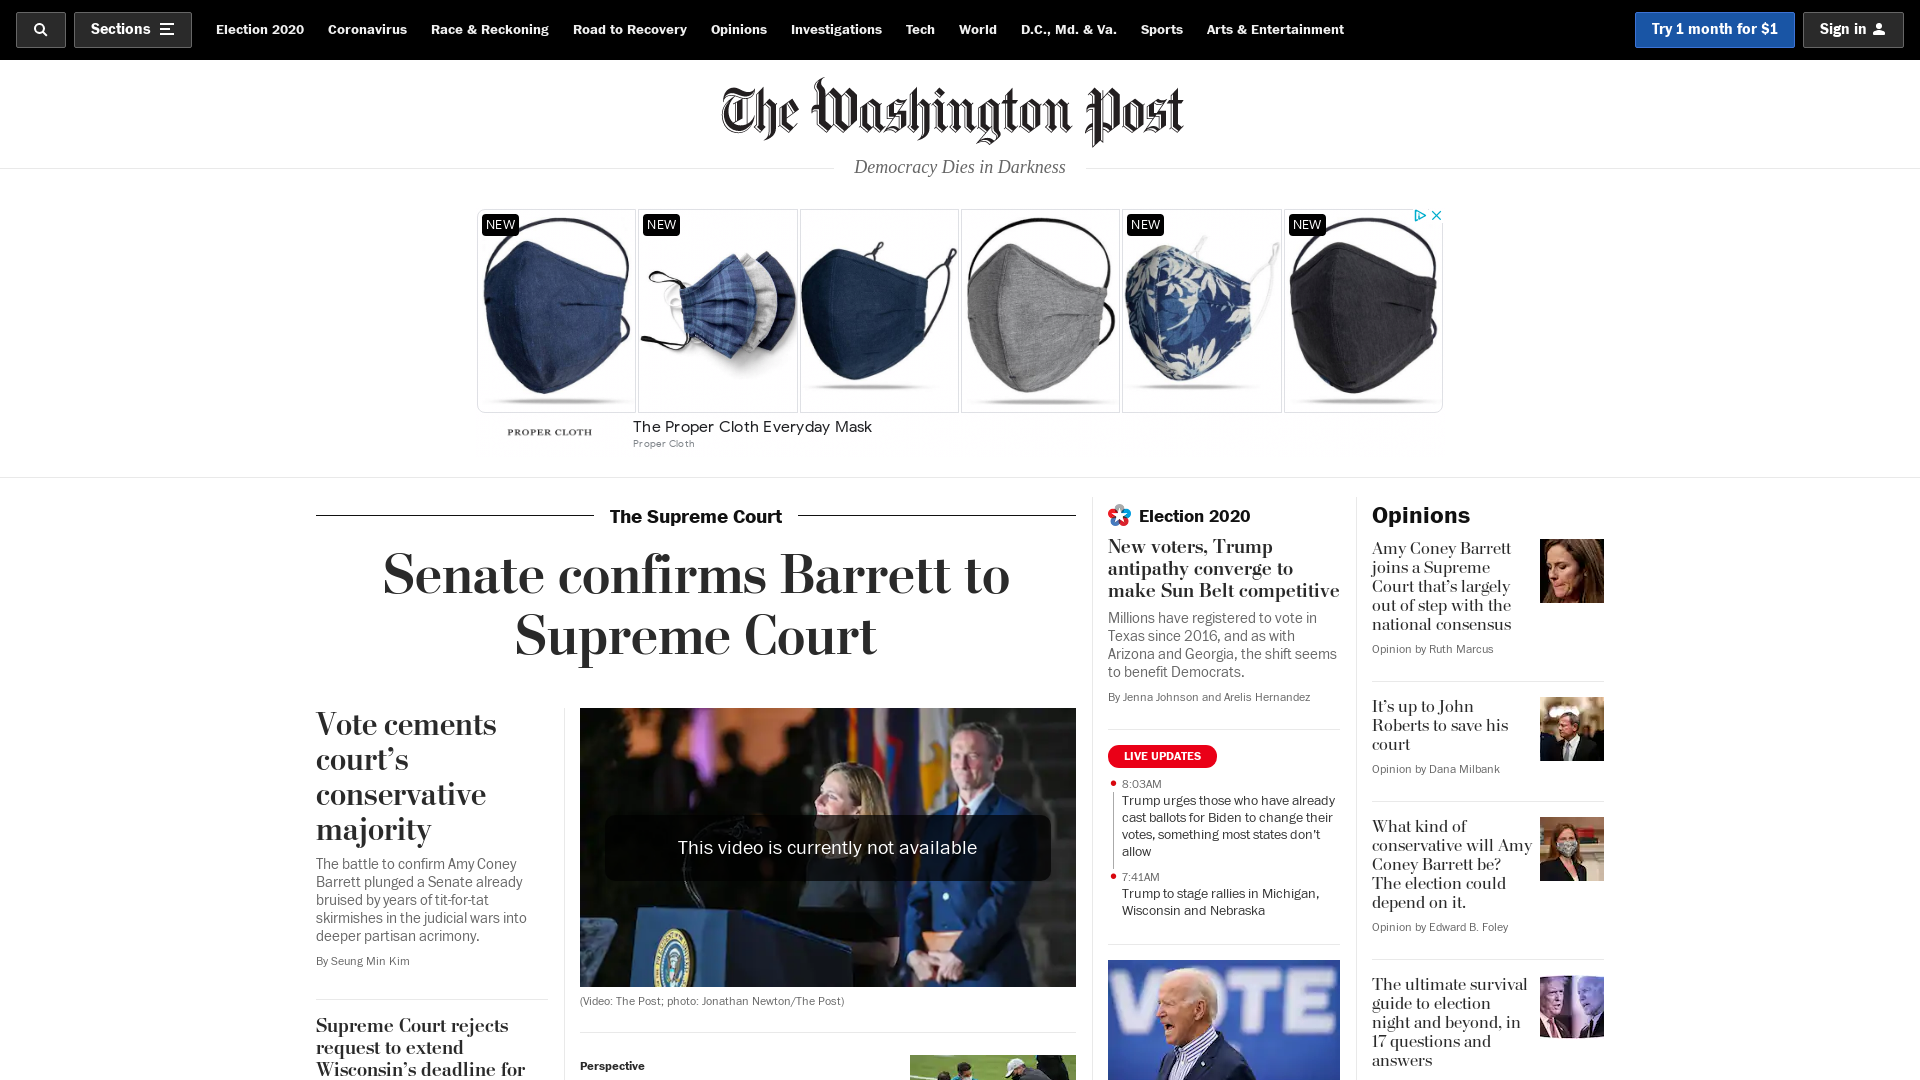 Sections
Election 2020
Coronavirus
Race & Reckoning
Road to Recovery
Opinions
Investigations
Tech
World
D.C., Md. & Va.
Sports
Arts & Entertainment
Try 1 month for $1
Sign in
The Washington Post
Democracy Dies in Darkness
NEW
NEW
NEW
NEW
PROPER CLOTH
The Proper Cloth Everyday Mask
Proper Cloth
The Supreme Court
Senate confirms Barrett to
Supreme Court
Vote cements
court’s
conservative
majority
The battle to confirm Amy Coney
Barrett plunged a Senate already
bruised by years of tit-for-tat
skirmishes in the judicial wars into
deeper partisan acrimony.
By Seung Min Kim
Supreme Court rejects
request to extend
Wisconsin’s deadline for
This video is currently not available
(Video: The Post; photo: Jonathan Newton/The Post)
Perspective
Election 2020
New voters, Trump
antipathy converge to
make Sun Belt competitive
Millions have registered to vote in
Texas since 2016, and as with
Arizona and Georgia, the shift seems
to benefit Democrats.
By Jenna Johnson and Arelis Hernandez
LIVE UPDATES
8:03AM
Trump urges those who have already
cast ballots for Biden to change their
votes, something most states don’t
allow
7:41AM
Trump to stage rallies in Michigan,
Wisconsin and Nebraska
VOTE
Opinions
Amy Coney Barrett
joins a Supreme
Court that’s largely
out of step with the
national consensus
Opinion by Ruth Marcus
It’s up to John
Roberts to save his
court
Opinion by Dana Milbank
What kind of
conservative will Amy
Coney Barrett be?
The election could
depend on it.
Opinion by Edward B. Foley
The ultimate survival
guide to election
night and beyond, in
17 questions and
answers